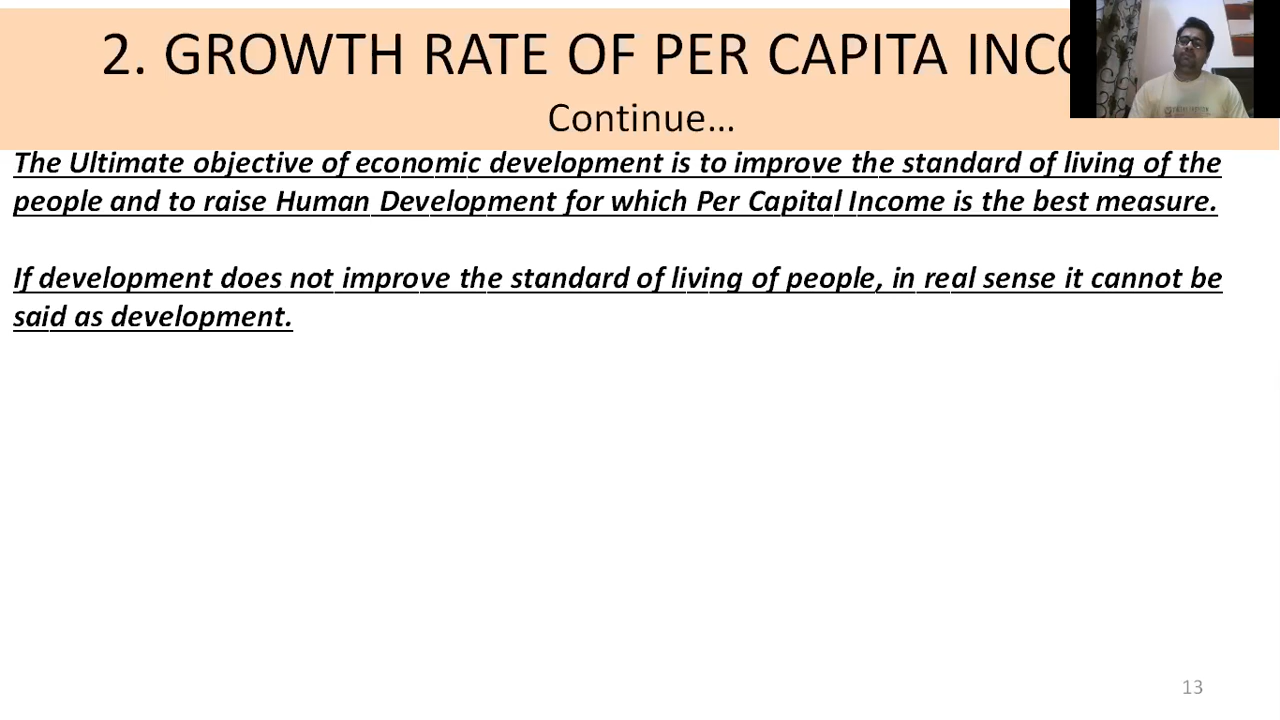 2. GROWTH RATE OF PER CAPITA INCO
Continue...
The Ultimate objective of economic development is to improve the standard of living of the
people and to raise Human Development for which Per Capital Income is the best measure.
If development does not improve the standard of living of people, in real sense it cannot be
said as development.
13